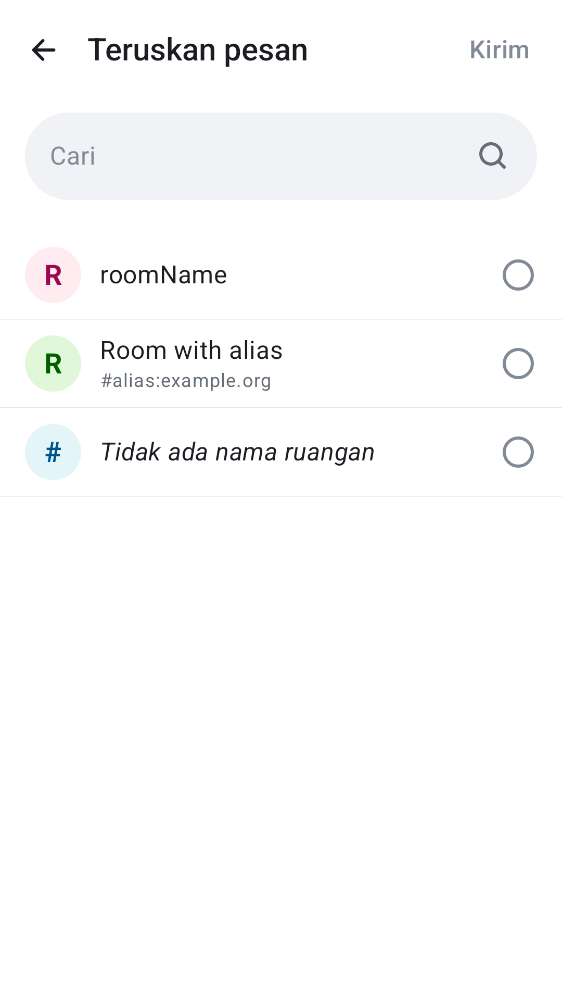 Teruskan pesan
Kirim
Cari
R
roomName
R
Room with alias
#alias:example.org
#
Tidak ada nama ruangan